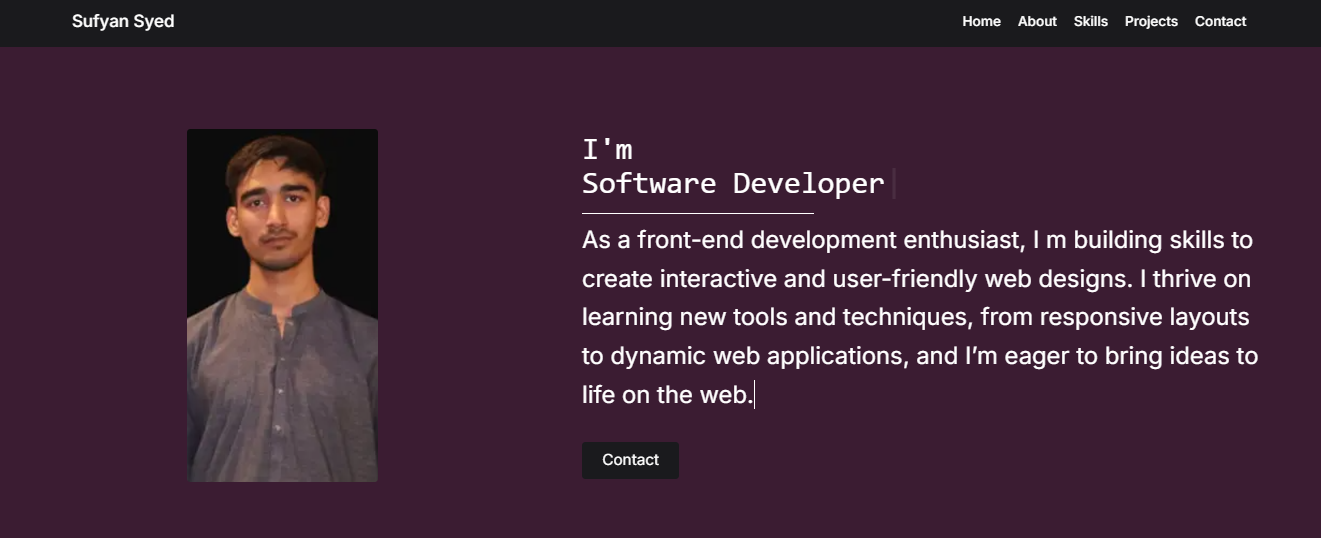 Sufyan Syed
Home About Skills Projects Contact
I'm
Software Developer
As a front-end development enthusiast, I m building skills to
create interactive and user-friendly web designs. I thrive on
learning new tools and techniques, from responsive layouts
to dynamic web applications, and I’m eager to bring ideas to
life on the web.
Contact